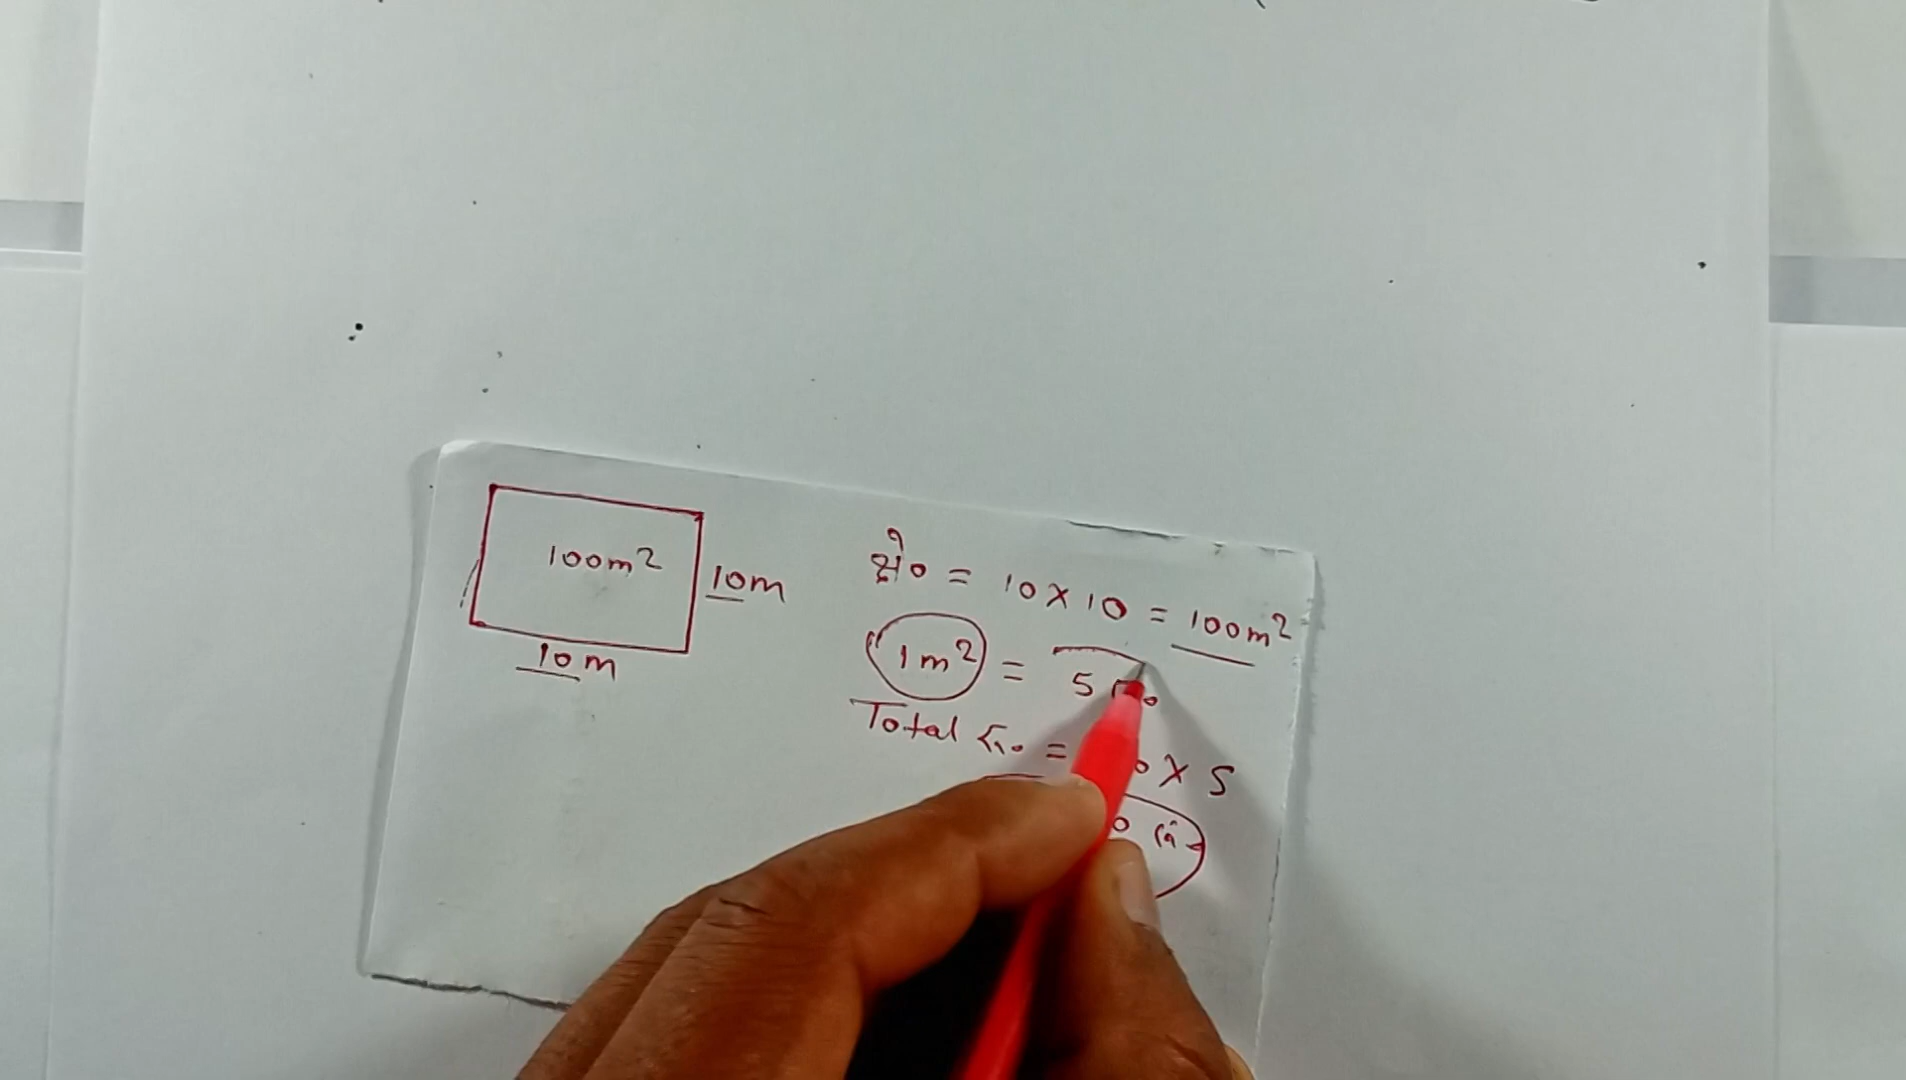 100m²
10m
10m
क्षे० = 10 × 10 = 100m²
1m² = 5
Total रु० = × 5